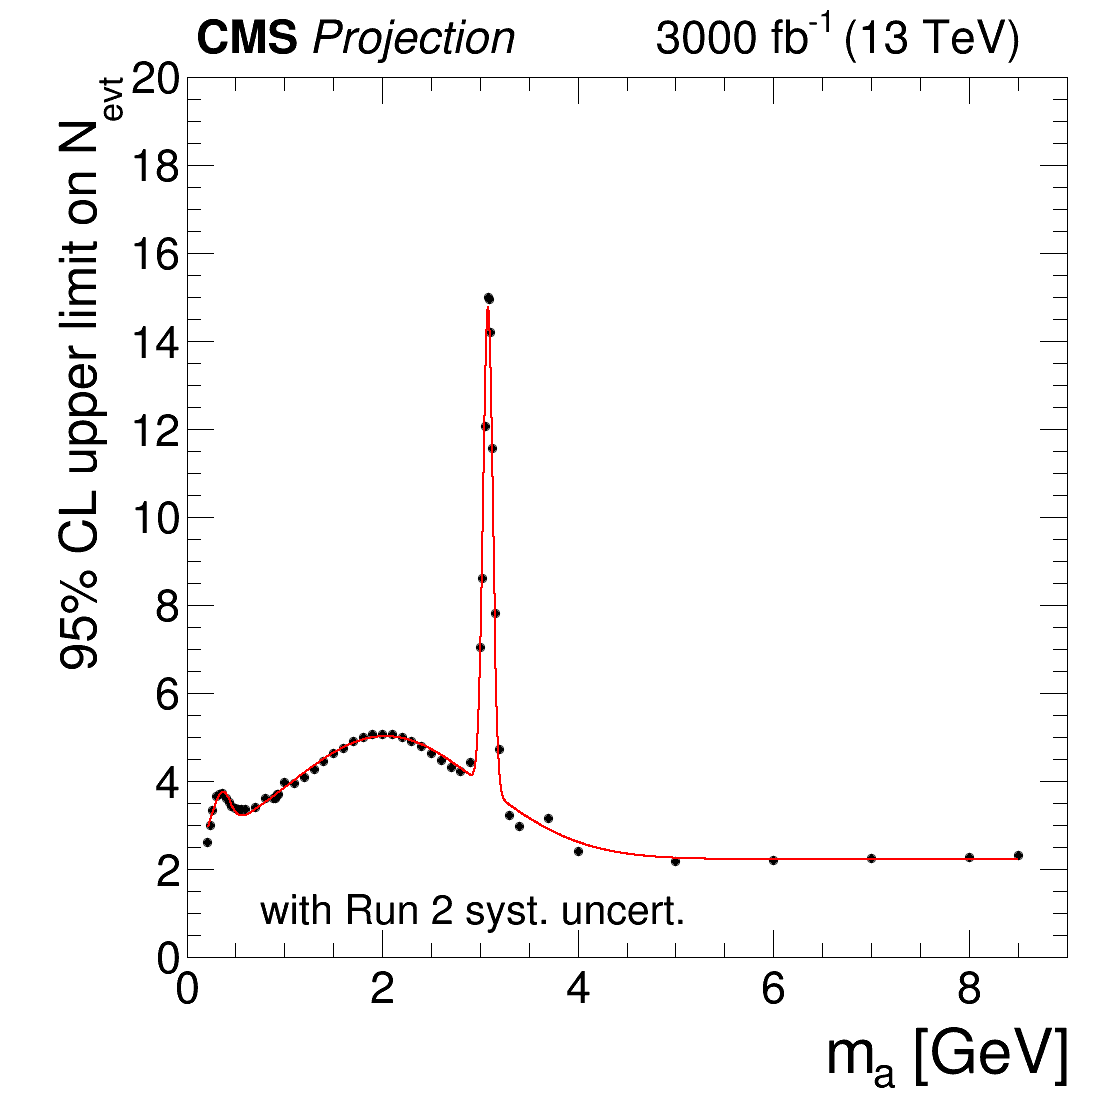 CMS Projection 3000 fb-1 (13 TeV)
95% CL upper limit on Nevt
20
18
16
14
12
10
8
6
4
2
0
with Run 2 syst. uncert.
0 2 4 6 8
ma [GeV]